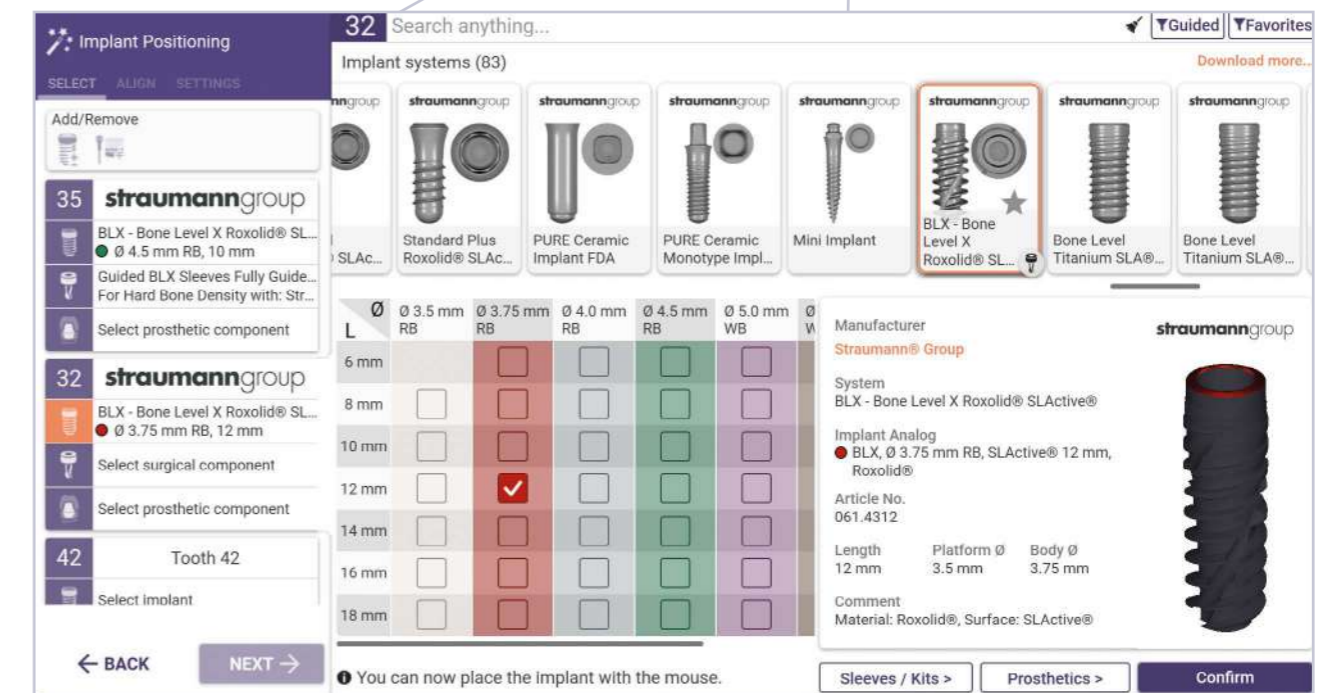 Implant Positioning
SELECT ALIGN SETTINGS
Add/Remove
35 straumanngroup
BLX - Bone Level X Roxolid® SL...
Ø 4.5 mm RB, 10 mm
Guided BLX Sleeves Fully Guide...
For Hard Bone Density with: Str...
Select prosthetic component
32 straumanngroup
BLX - Bone Level X Roxolid® SL...
Ø 3.75 mm RB, 12 mm
Select surgical component
Select prosthetic component
42 Tooth 42
Select implant
← BACK NEXT →
32 Search anything...
Guided Favorites
Implant systems (83)
Download more..
straumanngroup
Standard Plus
Roxolid® SLAc...
straumanngroup
PURE Ceramic
Implant FDA
straumanngroup
PURE Ceramic
Monotype Impl...
straumanngroup
Mini Implant
straumanngroup
BLX - Bone
Level X
Roxolid® SL...
straumanngroup
Bone Level
Titanium SLA®...
straumanngroup
Bone Level
Titanium SLA®...
Ø Ø 3.5 mm Ø 3.75 mm Ø 4.0 mm Ø 4.5 mm Ø 5.0 mm Ø
L RB RB RB RB WB
6 mm
8 mm
10 mm
12 mm
14 mm
16 mm
18 mm
Manufacturer
straumanngroup
Straumann® Group
System
BLX - Bone Level X Roxolid® SLActive®
Implant Analog
BLX, Ø 3.75 mm RB, SLActive® 12 mm,
Roxolid®
Article No.
061.4312
Length Platform Ø Body Ø
12 mm 3.5 mm 3.75 mm
Comment
Material: Roxolid®, Surface: SLActive®
You can now place the implant with the mouse.
Sleeves / Kits > Prosthetics > Confirm